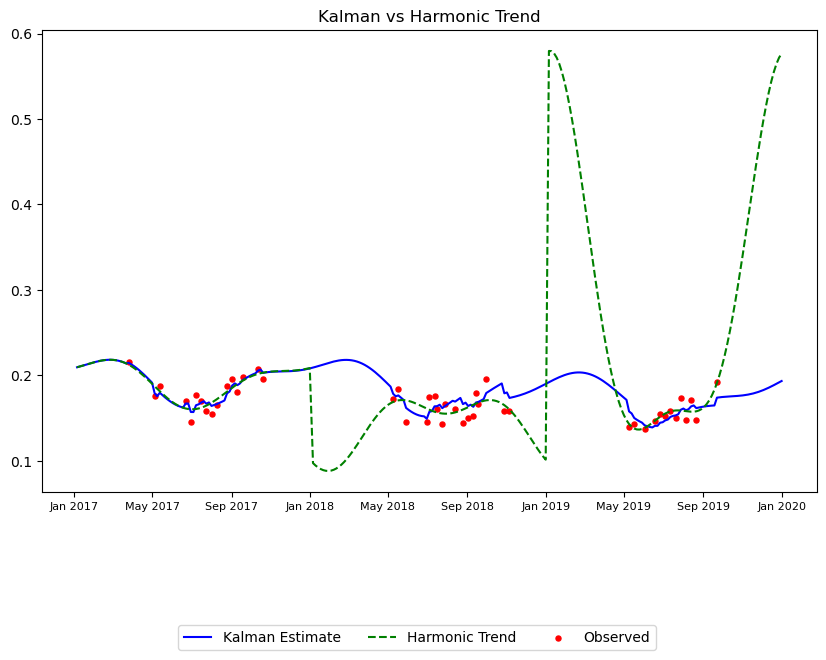 Kalman vs Harmonic Trend
0.6
0.5
0.4
0.3
0.2
0.1
Jan 2017 May 2017 Sep 2017 Jan 2018 May 2018 Sep 2018 Jan 2019 May 2019 Sep 2019 Jan 2020
Kalman Estimate Harmonic Trend Observed